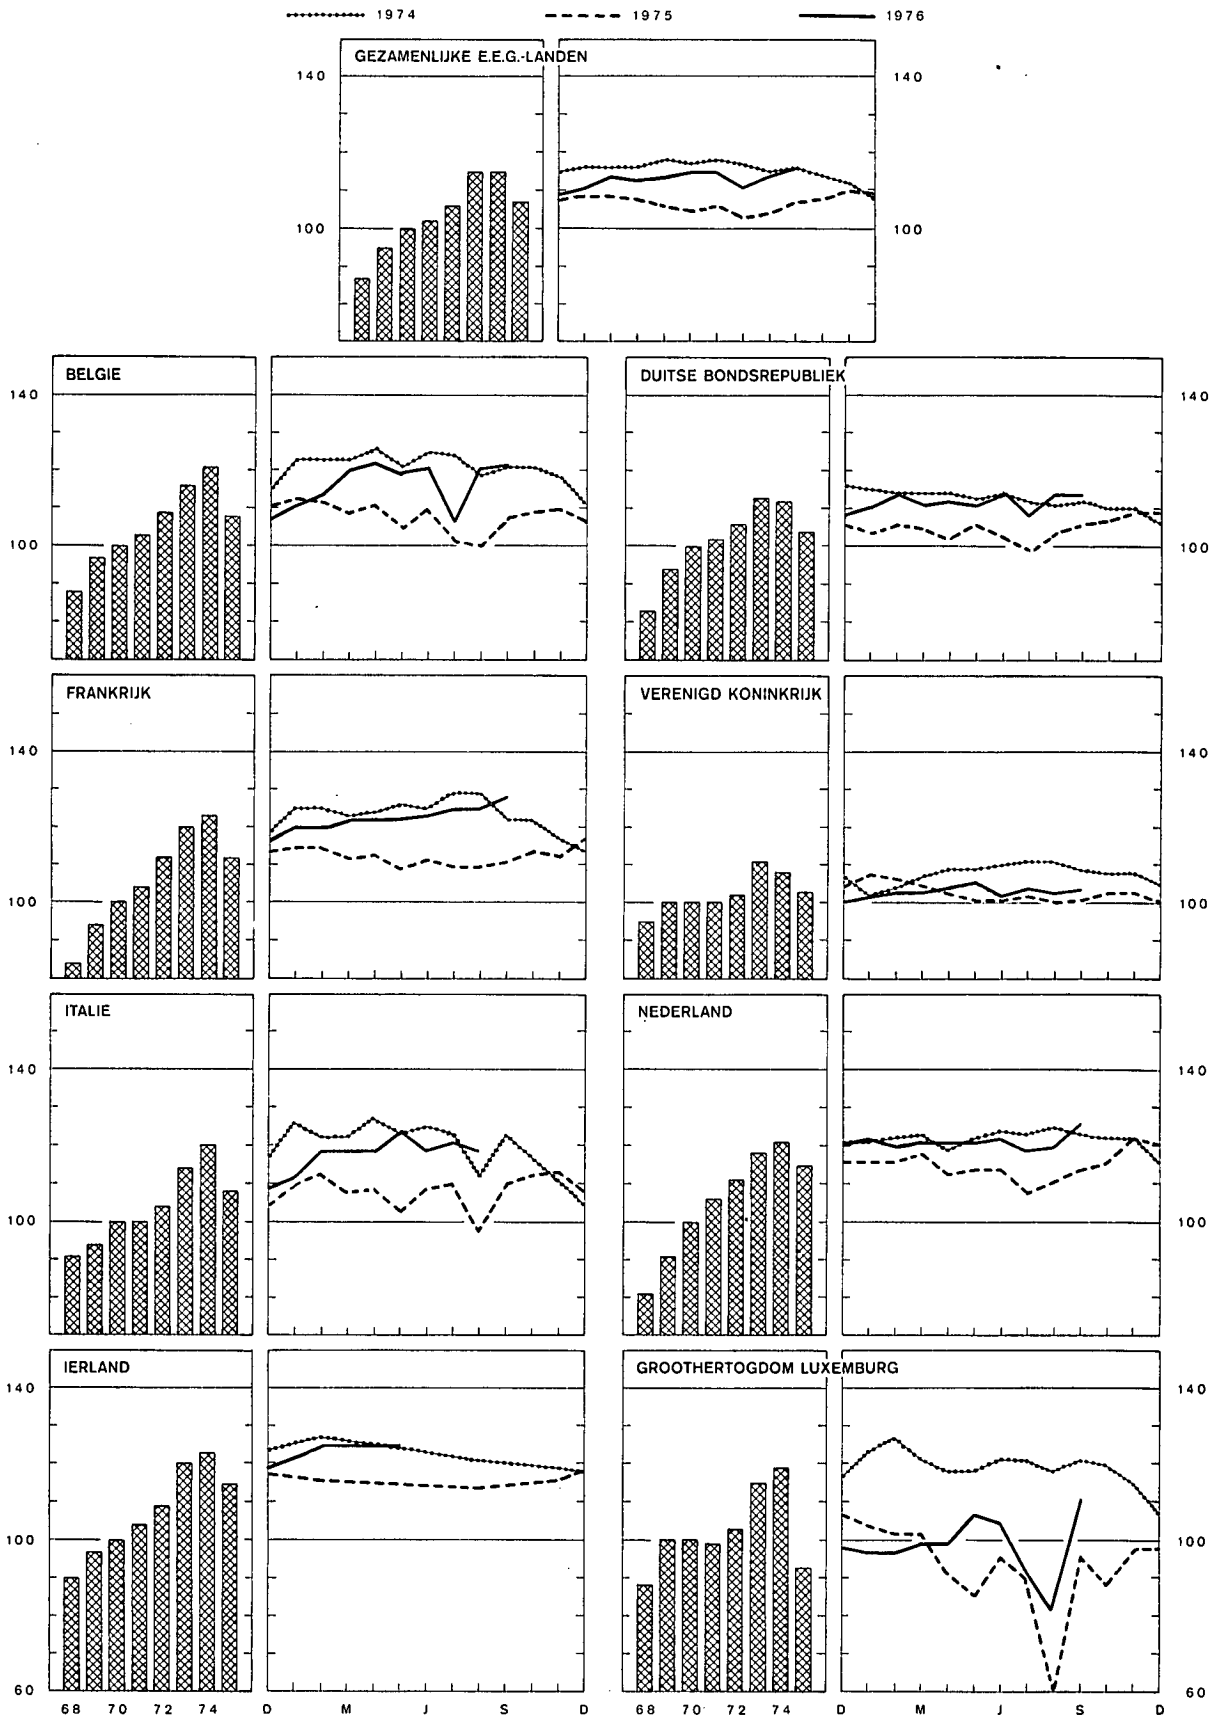 1974 1975 1976
GEZAMENLIJKE E.E.G.-LANDEN
140 140
100 100
BELGIE DUITSE BONDSREPUBLIEK
140 140
100 100
FRANKRIJK VERENIGD KONINKRIJK
140 140
100 100
ITALIE NEDERLAND
140 140
100 100
IERLAND GROOTHERTOGDOM LUXEMBURG
140 140
100 100
60 60
68 70 72 74 D M J S D 68 70 72 74 D M J S D